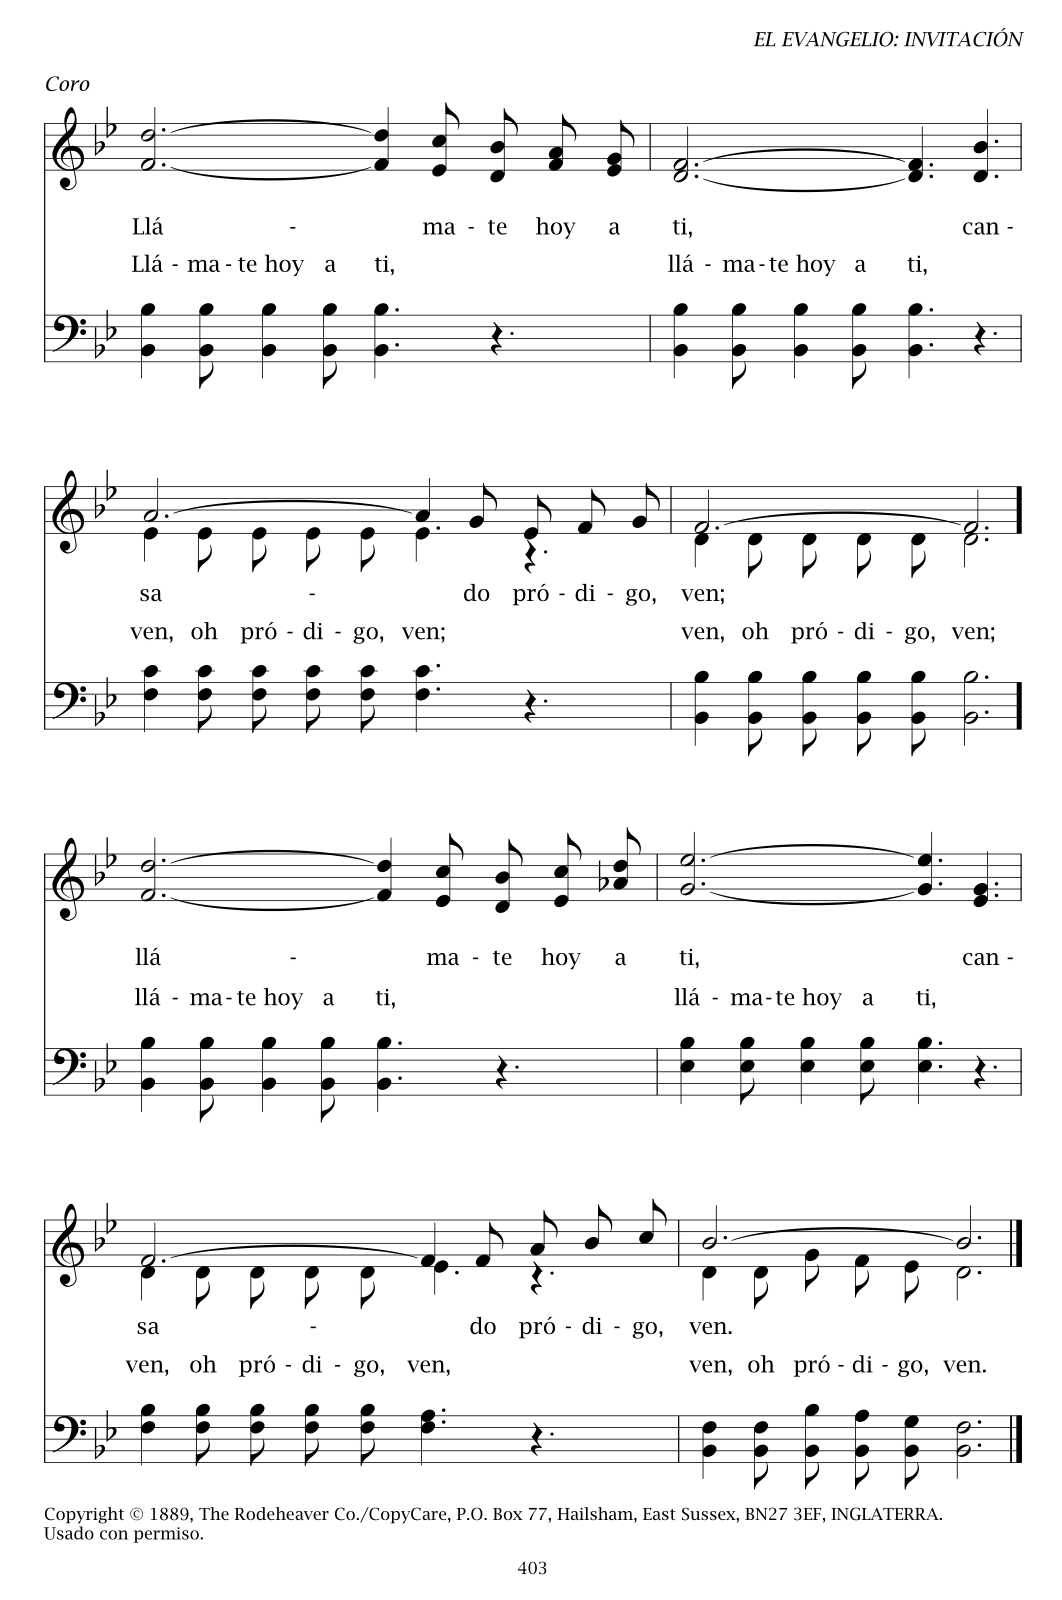 EL EVANGELIO: INVITACIÓN
Coro
Llá - ma - te hoy a ti, can -
Llá - ma - te hoy a ti, llá - ma - te hoy a ti,
sa - do pró - di - go, ven;
ven, oh pró - di - go, ven; ven, oh pró - di - go, ven;
llá - ma - te hoy a ti, can -
llá - ma - te hoy a ti, llá - ma - te hoy a ti,
sa - do pró - di - go, ven.
ven, oh pró - di - go, ven, ven, oh pró - di - go, ven.
Copyright © 1889, The Rodeheaver Co./CopyCare, P.O. Box 77, Hailsham, East Sussex, BN27 3EF, INGLATERRA.
Usado con permiso.
403